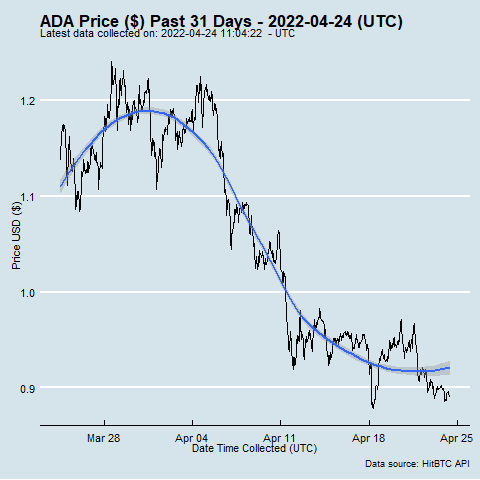 ADA Price ($) Past 31 Days - 2022-04-24 (UTC)
Latest data collected on: 2022-04-24 11:04:22 - UTC
1.2
1.1
1.0
0.9
Price USD ($)
Mar 28 Apr 04 Apr 11 Apr 18 Apr 25
Date Time Collected (UTC)
Data source: HitBTC API